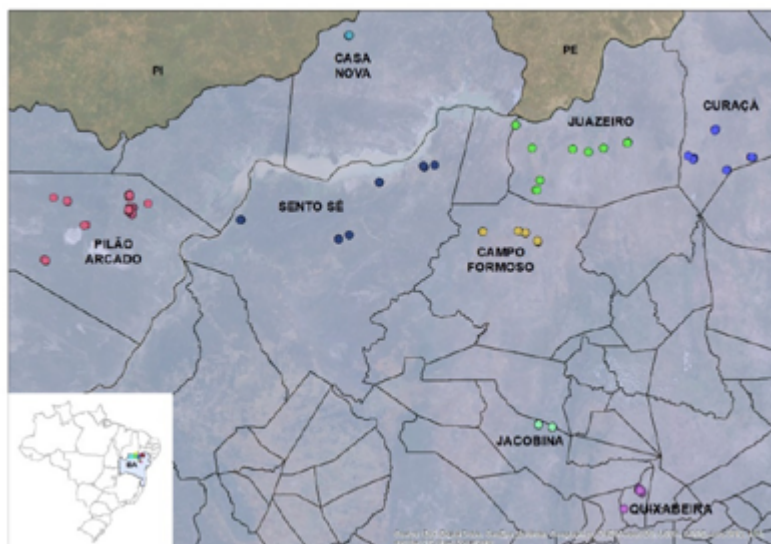 PI
CASA
NOVA
PE
JUAZEIRO
CURAÇÁ
SENTO SÉ
PILÃO
ARCADO
CAMPO
FORMOSO
BA
JACOBINA
QUIXABEIRA